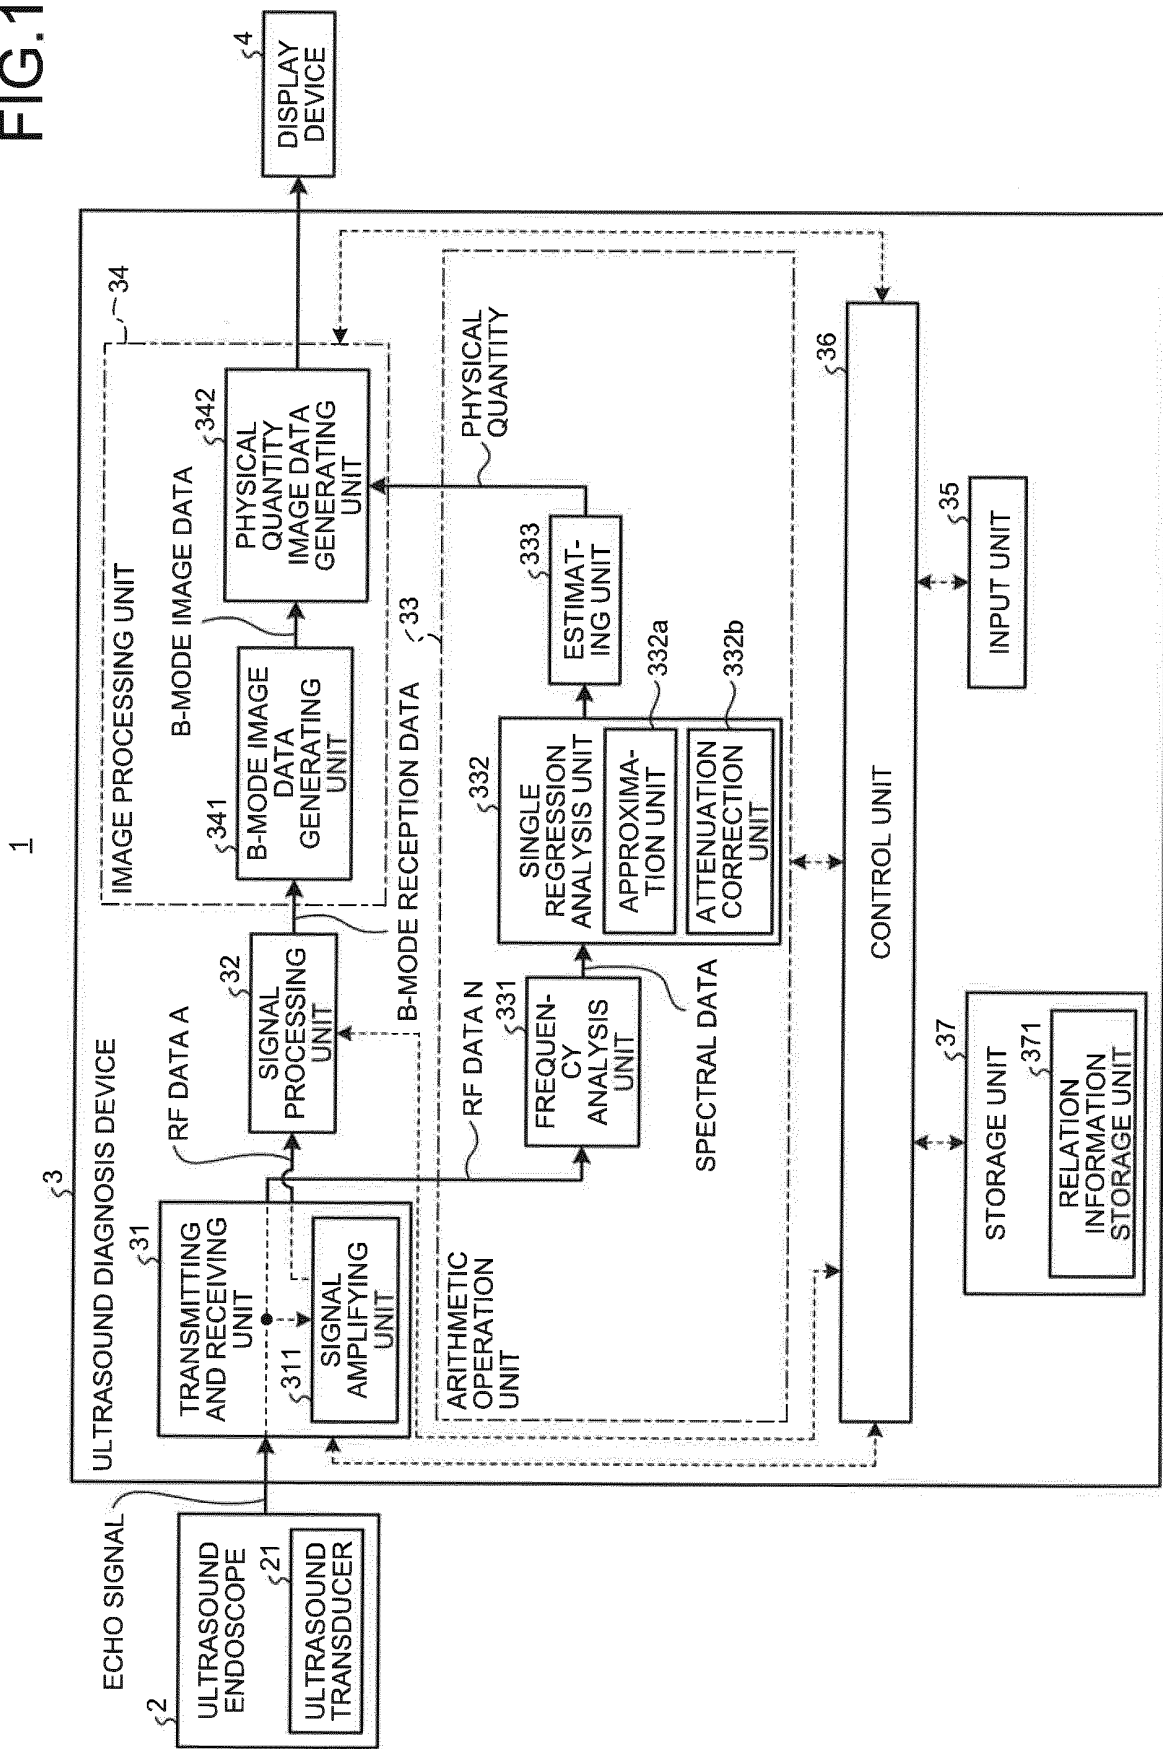 FIG.1
1
3
ULTRASOUND DIAGNOSIS DEVICE
ECHO SIGNAL
2
ULTRASOUND
ENDOSCOPE
21
ULTRASOUND
TRANSDUCER
31
TRANSMITTING
AND RECEIVING
UNIT
311
SIGNAL
AMPLIFYING
UNIT
RF DATA A
32
SIGNAL
PROCESSING
UNIT
B-MODE RECEPTION DATA
IMAGE PROCESSING UNIT
34
341
B-MODE IMAGE
DATA
GENERATING
UNIT
B-MODE IMAGE DATA
342
PHYSICAL
QUANTITY
IMAGE DATA
GENERATING
UNIT
4
DISPLAY
DEVICE
ARITHMETIC
OPERATION
UNIT
33
RF DATA N
331
FREQUEN-
CY
ANALYSIS
UNIT
SPECTRAL DATA
332
SINGLE
REGRESSION
ANALYSIS UNIT
APPROXIMA-
TION UNIT
332a
ATTENUATION
CORRECTION
UNIT
332b
333
ESTIMAT-
ING UNIT
PHYSICAL
QUANTITY
36
CONTROL UNIT
37
STORAGE UNIT
371
RELATION
INFORMATION
STORAGE UNIT
35
INPUT UNIT